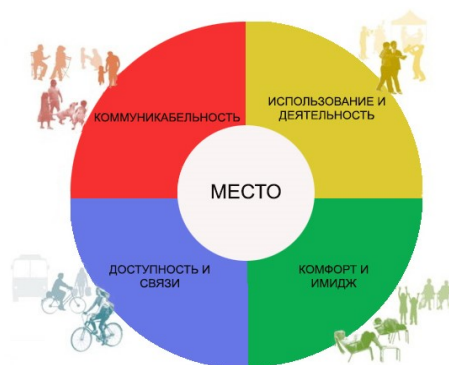 КОММУНИКАБЕЛЬНОСТЬ
ИСПОЛЬЗОВАНИЕ И
ДЕЯТЕЛЬНОСТЬ
МЕСТО
ДОСТУПНОСТЬ И
СВЯЗИ
КОМФОРТ И
ИМИДЖ